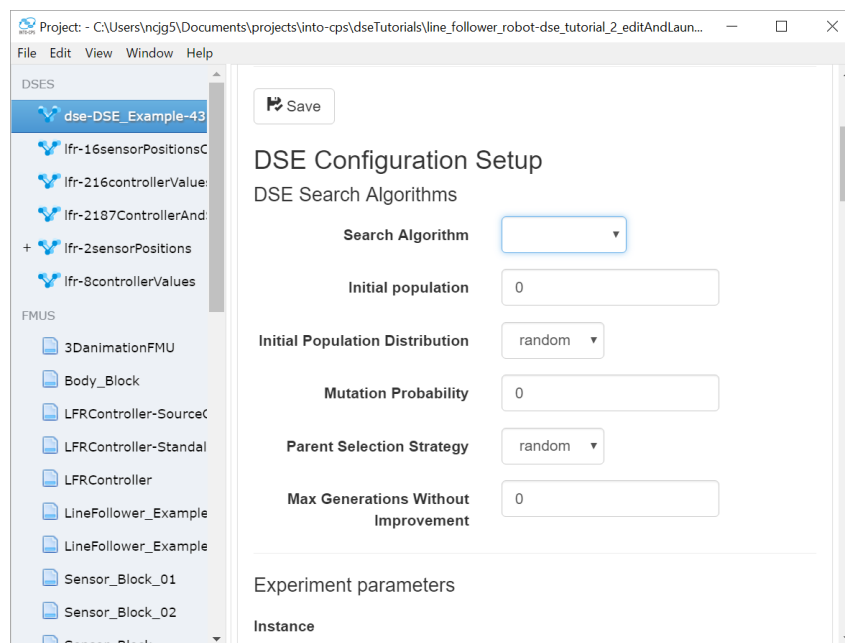 Project: - C:\Users\ncjg5\Documents\projects\into-cps\dseTutorials\line_follower_robot-dse_tutorial_2_editAndLaun...
File Edit View Window Help
DSES
dse-DSE_Example-43
lfr-16sensorPositionsC
lfr-216controllerValue
lfr-2187ControllerAnd
+ lfr-2sensorPositions
lfr-8controllerValues
FMUS
3DanimationFMU
Body_Block
LFRController-SourceC
LFRController-Standal
LFRController
LineFollower_Example
LineFollower_Example
Sensor_Block_01
Sensor_Block_02
Save
DSE Configuration Setup
DSE Search Algorithms
Search Algorithm
Initial population 0
Initial Population Distribution random
Mutation Probability 0
Parent Selection Strategy random
Max Generations Without 0
Improvement
Experiment parameters
Instance